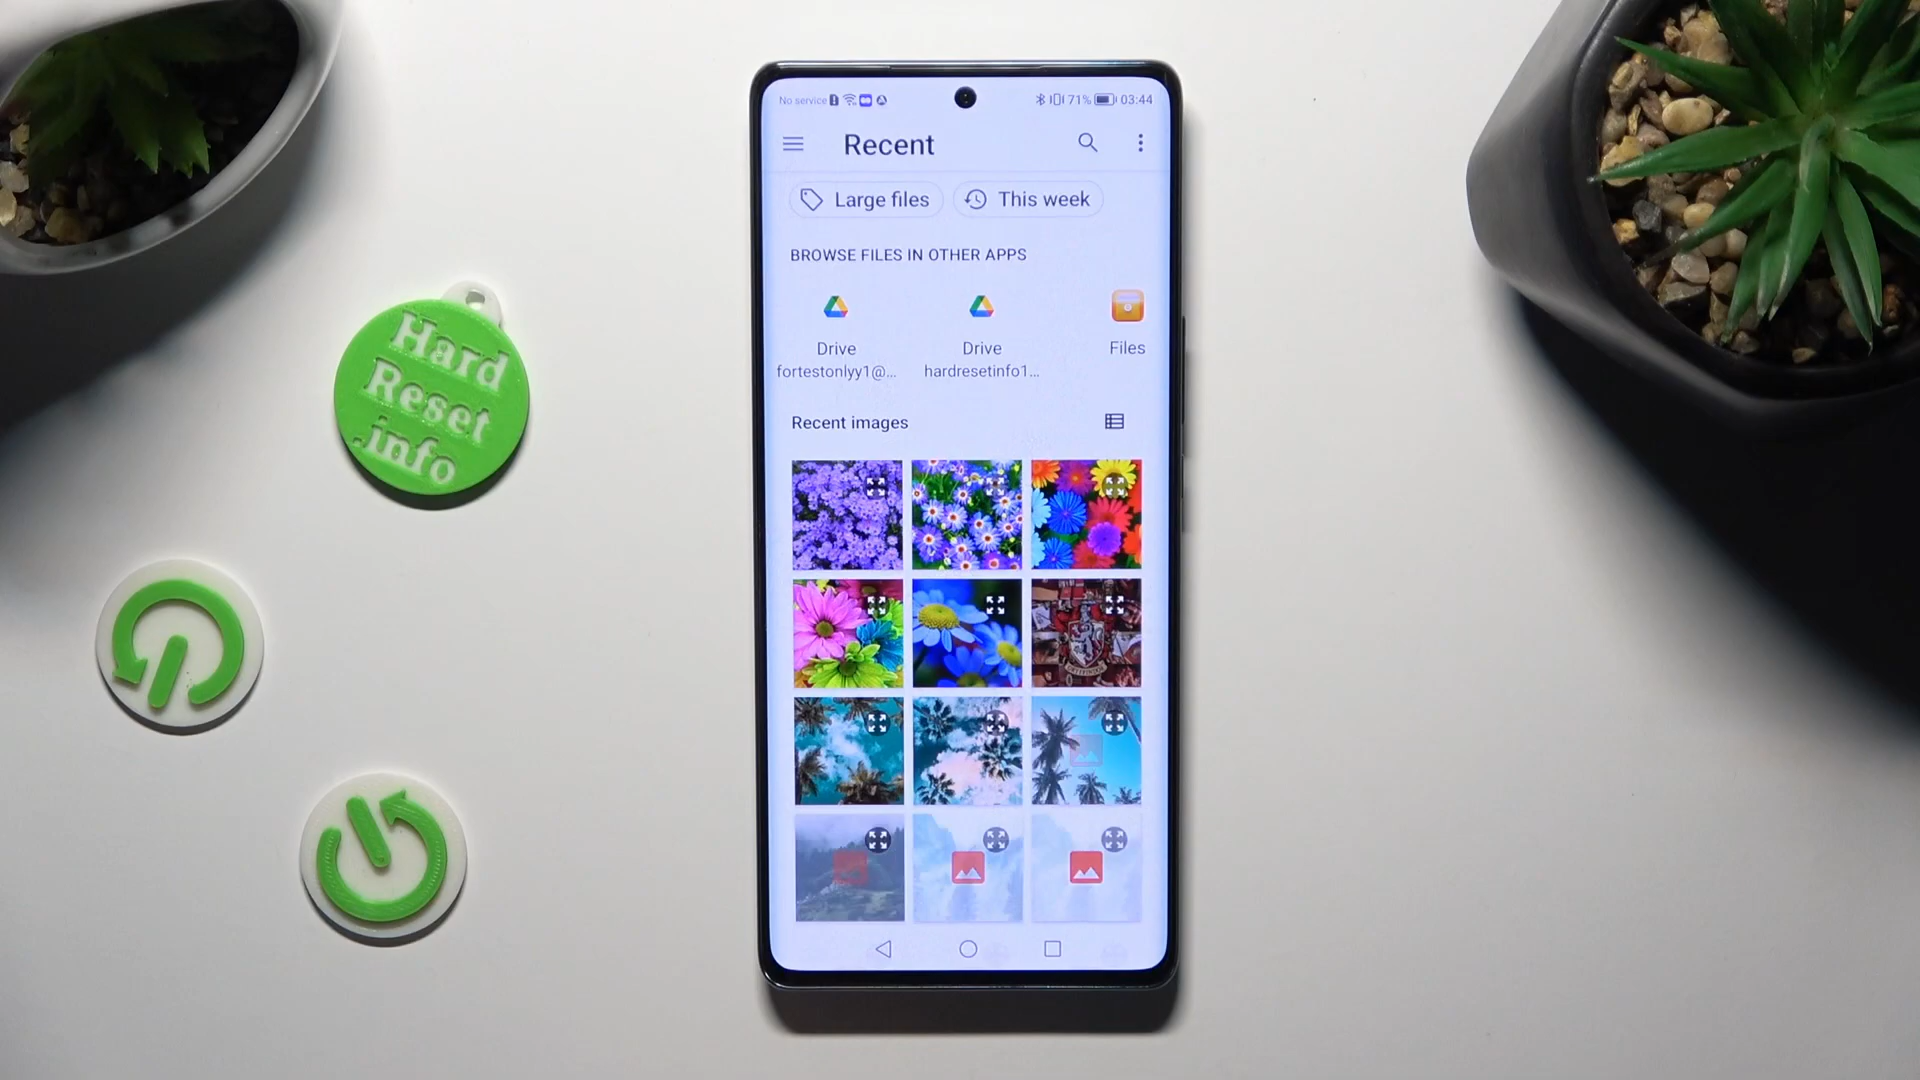 No service
71% 03:44
Recent
Large files
This week
BROWSE FILES IN OTHER APPS
Drive
fortestonlyy1@...
Drive
hardresetinfo1...
Files
Recent images
Hard
Reset
.info